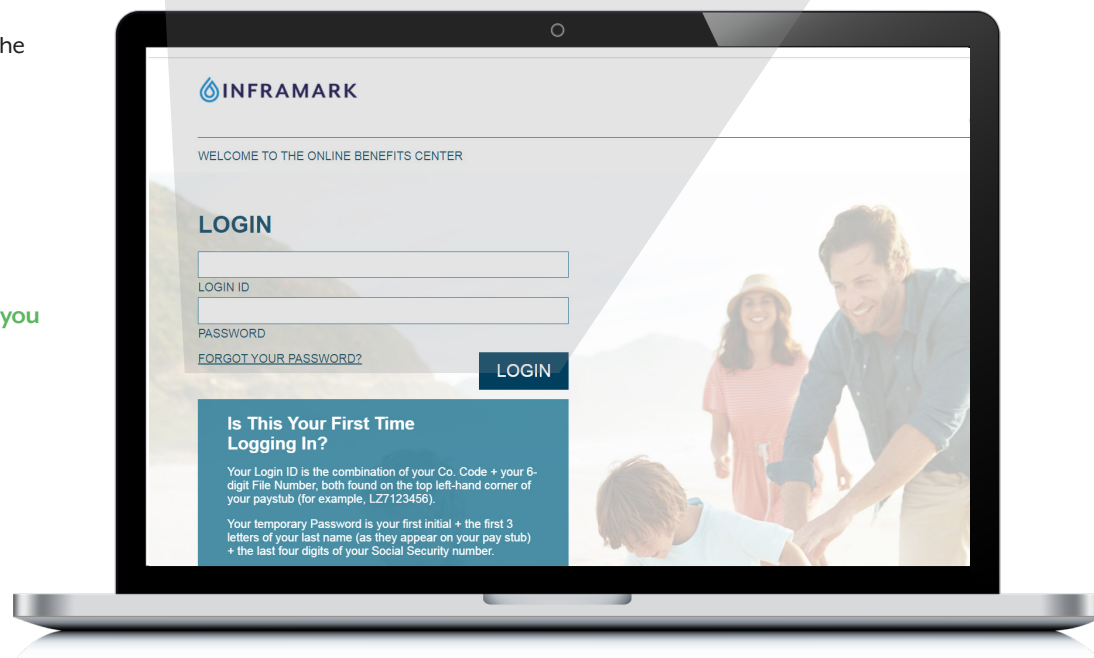 he
INFRAMARK
WELCOME TO THE ONLINE BENEFITS CENTER
LOGIN
LOGIN ID
you
PASSWORD
FORGOT YOUR PASSWORD?
LOGIN
Is This Your First Time
Logging In?
Your Login ID is the combination of your Co. Code + your 6-
digit File Number, both found on the top left-hand corner of
your paystub (for example, LZ7123456).
Your temporary Password is your first initial + the first 3
letters of your last name (as they appear on your pay stub)
+ the last four digits of your Social Security number.